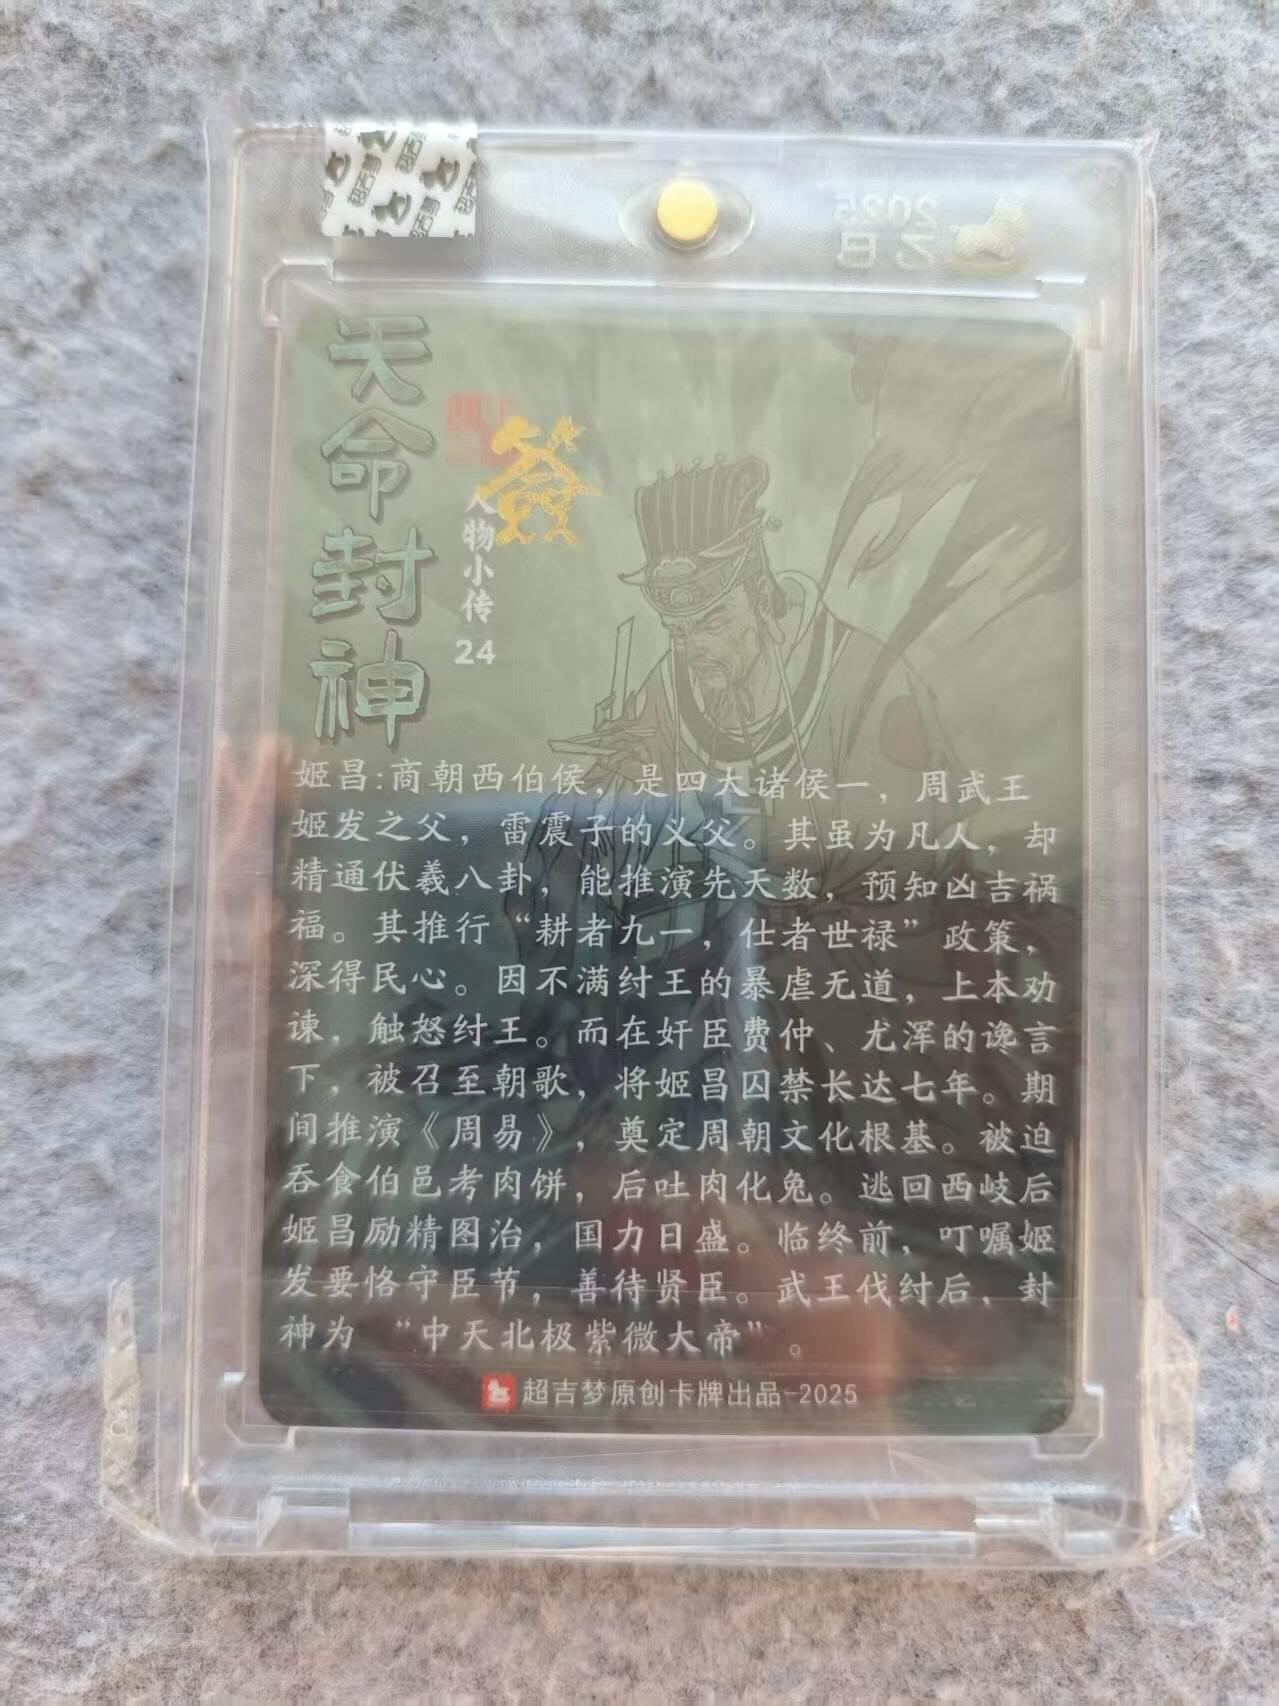 2025
乙巳
天命封神
人物小传
24
姬昌:商朝西伯侯，是四大诸侯一，周武王
姬发之父，雷震子的义父。其虽为凡人，却
精通伏羲八卦，能推演先天数，预知凶吉祸
福。其推行“耕者九一，仕者世禄”政策，
深得民心。因不满纣王的暴虐无道，上本劝
谏，触怒纣王。而在奸臣费仲、尤浑的谗言
下，被召至朝歌，将姬昌囚禁长达七年。期
间推演《周易》，奠定周朝文化根基。被迫
吞食伯邑考肉饼，后吐肉化兔。逃回西岐后
姬昌励精图治，国力日盛。临终前，叮嘱姬
发要恪守臣节，善待贤臣。武王伐纣后，封
神为 “中天北极紫微大帝”。
超吉梦原创卡牌出品-2025